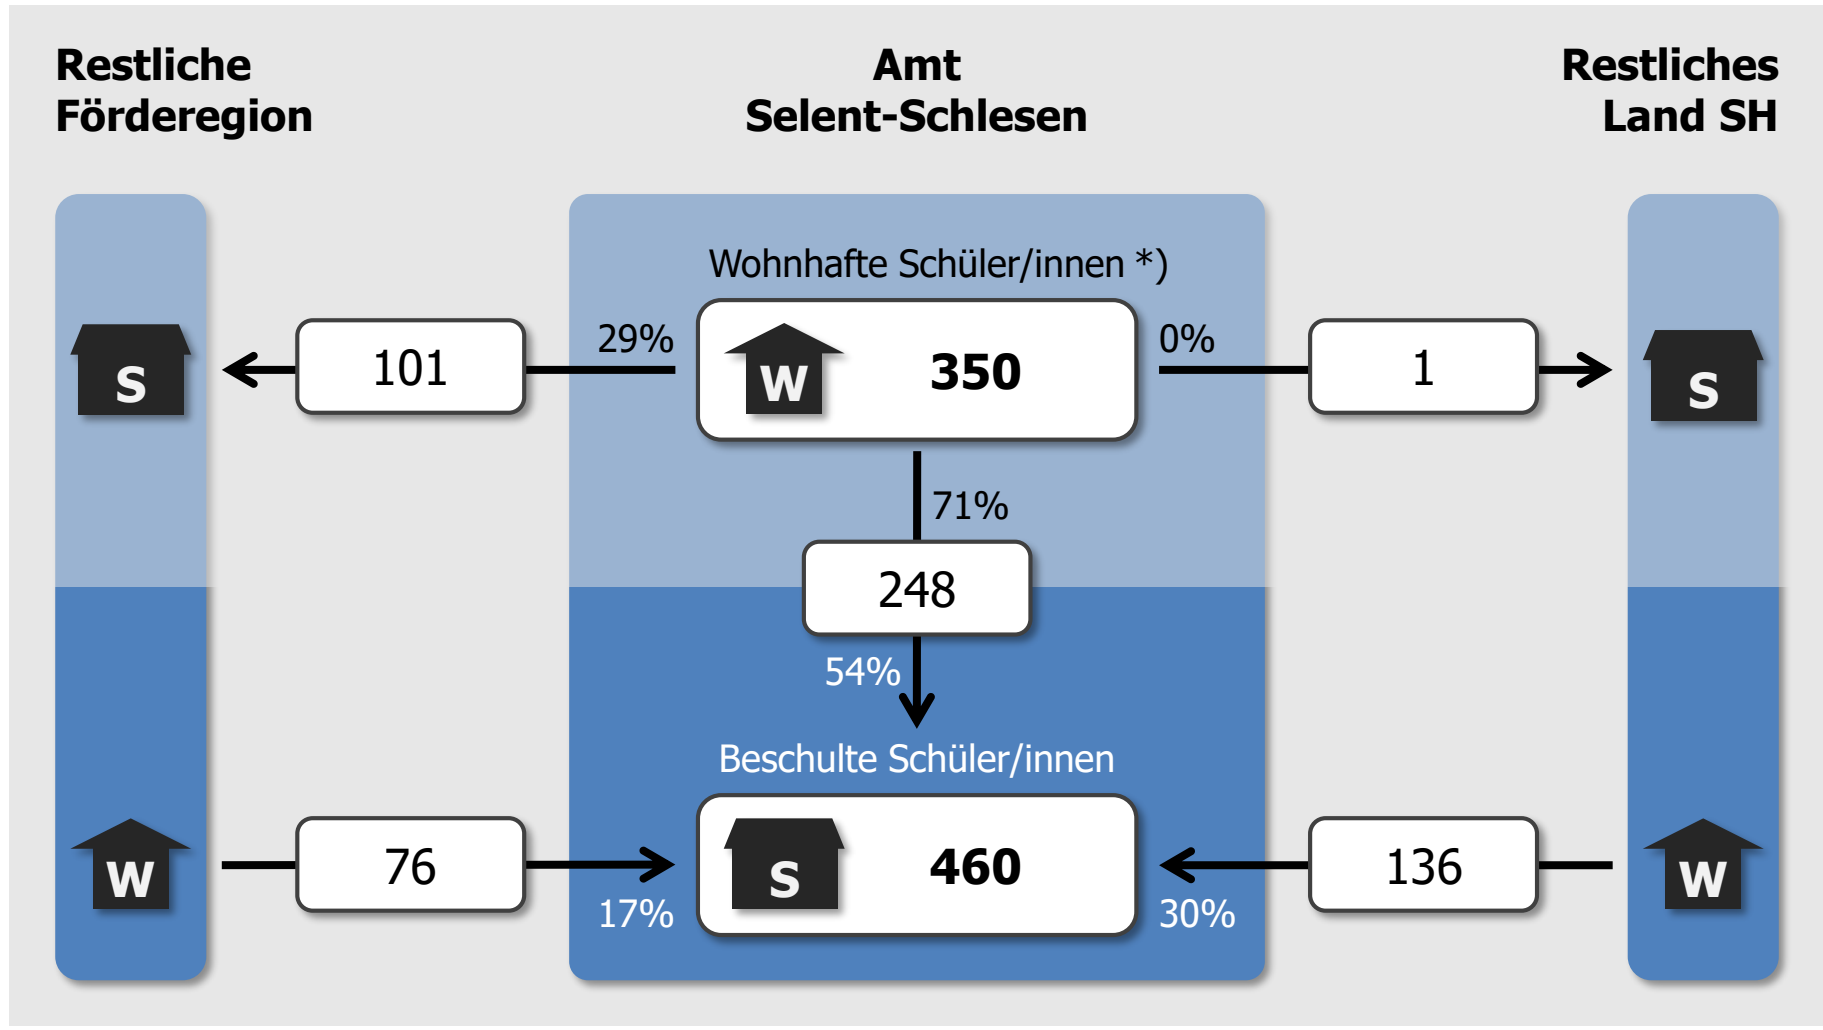 Restliche
Förderegion
Amt
Selent-Schlesen
Restliches
Land SH
Wohnhafte Schüler/innen *)
S
101
29%
W
350
0%
1
S
71%
248
54%
Beschulte Schüler/innen
W
76
17%
S
460
30%
136
W